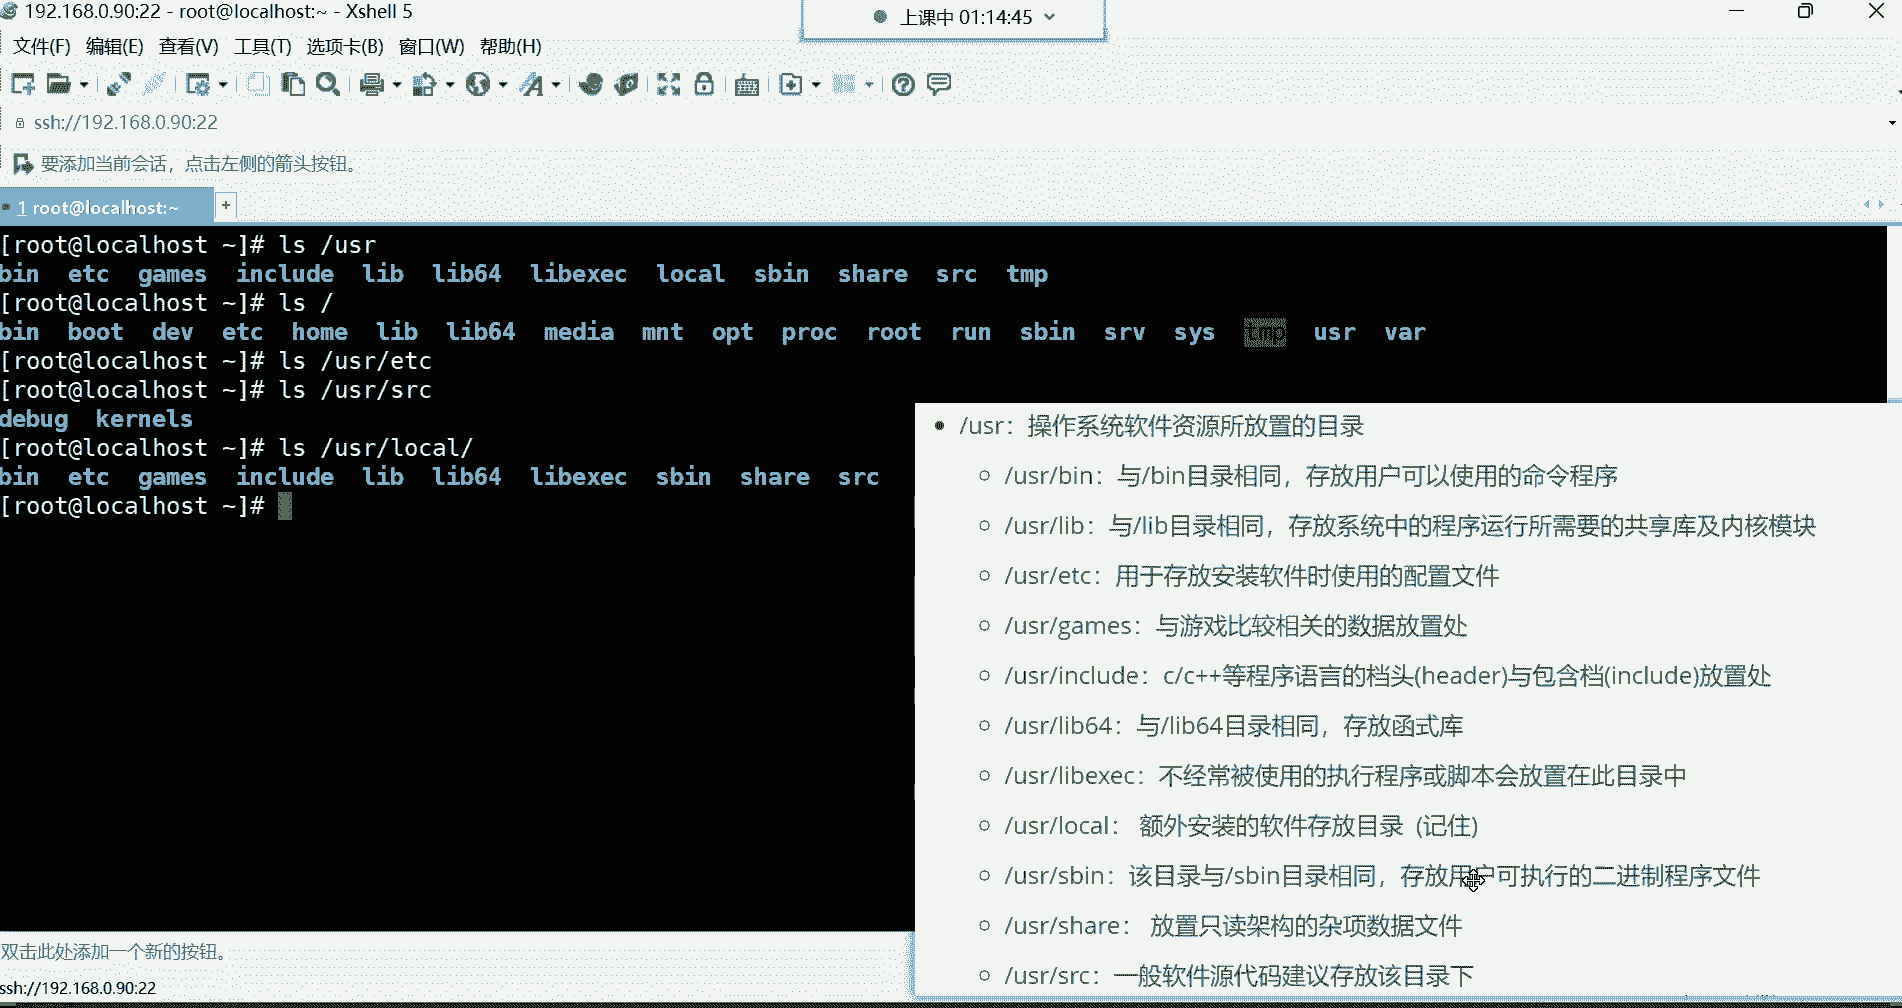 192.168.0.90:22 - root@localhost:~ - Xshell 5
上课中 01:14:45
文件(F) 编辑(E) 查看(V) 工具(T) 选项卡(B) 窗口(W) 帮助(H)
ssh://192.168.0.90:22
要添加当前会话，点击左侧的箭头按钮。
1 root@localhost:~ +
[root@localhost ~]# ls /usr
bin etc games include lib lib64 libexec local sbin share src tmp
[root@localhost ~]# ls /
bin boot dev etc home lib lib64 media mnt opt proc root run sbin srv sys tmp usr var
[root@localhost ~]# ls /usr/etc
[root@localhost ~]# ls /usr/src
debug kernels
[root@localhost ~]# ls /usr/local/
bin etc games include lib lib64 libexec sbin share src
[root@localhost ~]#
/usr：操作系统软件资源所放置的目录
/usr/bin：与/bin目录相同，存放用户可以使用的命令程序
/usr/lib：与/lib目录相同，存放系统中的程序运行所需要的共享库及内核模块
/usr/etc：用于存放安装软件时使用的配置文件
/usr/games：与游戏比较相关的数据放置处
/usr/include：c/c++等程序语言的档头(header)与包含档(include)放置处
/usr/lib64：与/lib64目录相同，存放函式库
/usr/libexec：不经常被使用的执行程序或脚本会放置在此目录中
/usr/local： 额外安装的软件存放目录 (记住)
/usr/sbin：该目录与/sbin目录相同，存放用户可执行的二进制程序文件
/usr/share： 放置只读架构的杂项数据文件
/usr/src：一般软件源代码建议存放该目录下
双击此处添加一个新的按钮。
ssh://192.168.0.90:22